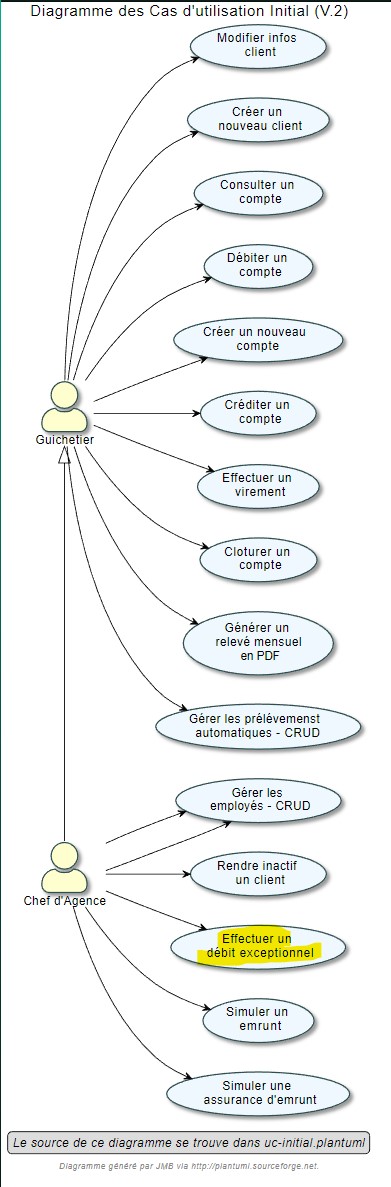 Diagramme des Cas d'utilisation Initial (V.2)
Modifier infos
client
Créer un
nouveau client
Consulter un
compte
Débiter un
compte
Créer un nouveau
compte
Guichetier
Créditer un
compte
Effectuer un
virement
Cloturer un
compte
Générer un
relevé mensuel
en PDF
Gérer les prélévemenst
automatiques - CRUD
Gérer les
employés - CRUD
Chef d'Agence
Rendre inactif
un client
Effectuer un
débit exceptionnel
Simuler un
emrunt
Simuler une
assurance d'emrunt
Le source de ce diagramme se trouve dans uc-initial.plantuml
Diagramme généré par JMB via http://plantuml.sourceforge.net.